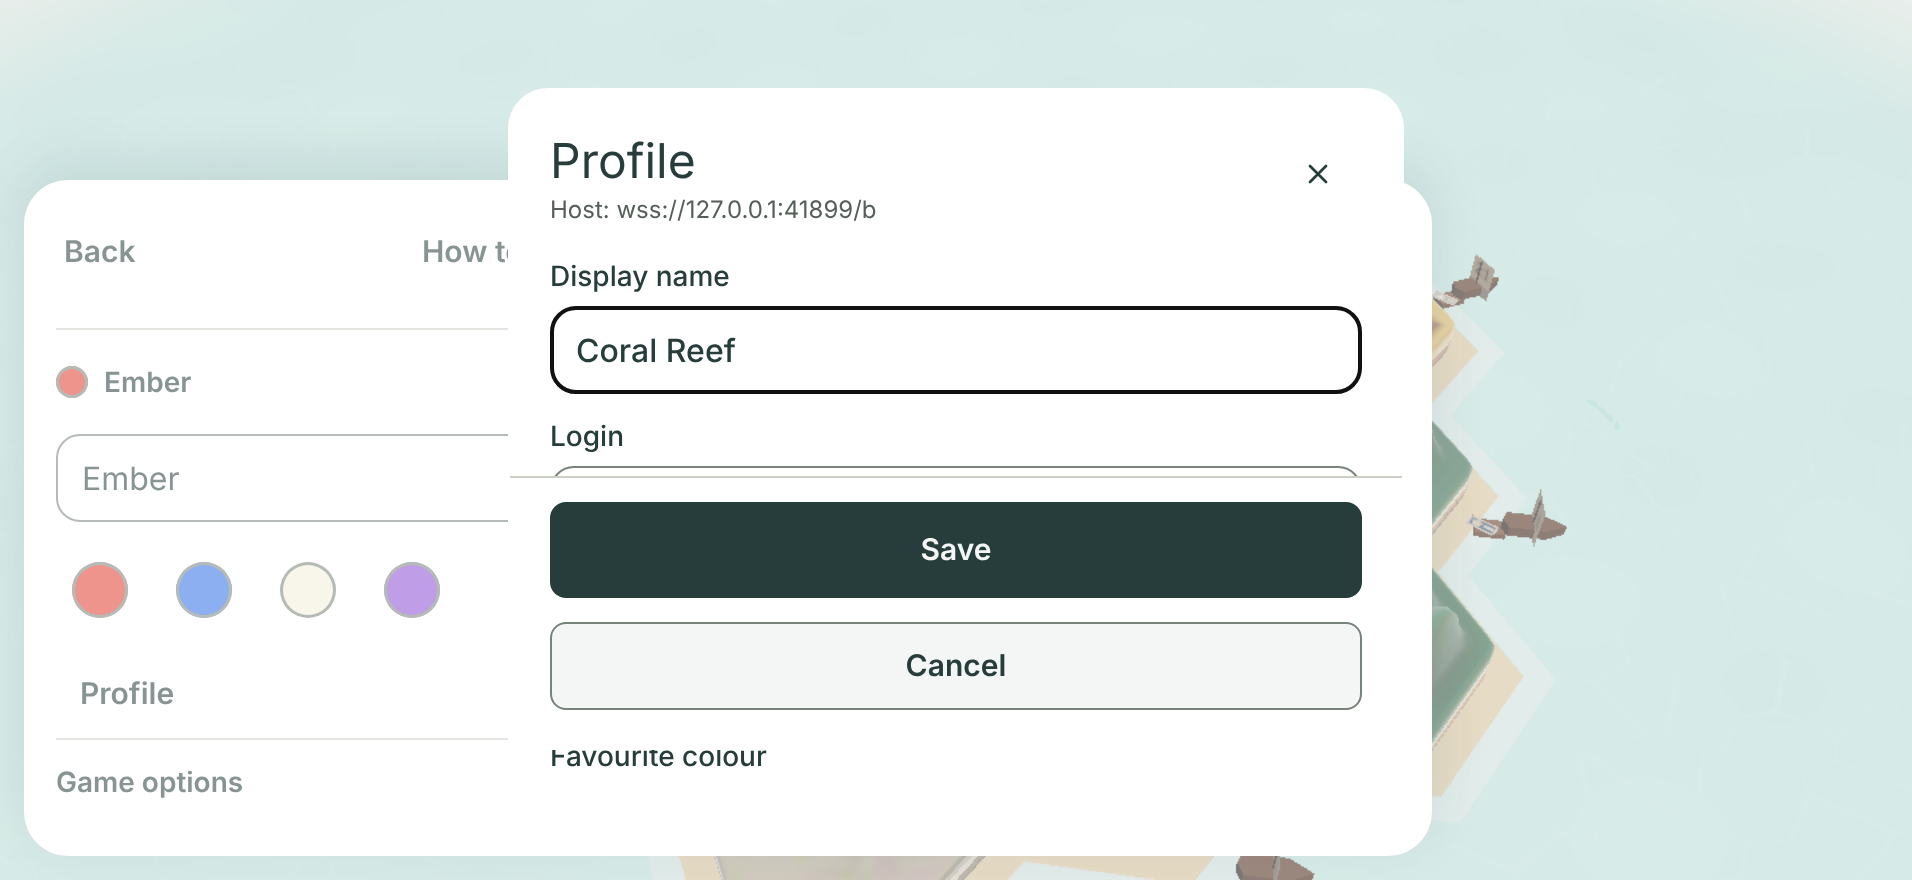 Profile
Host: wss://127.0.0.1:41899/b
Back
How to
Display name
Coral Reef
Ember
Login
Ember
Save
Cancel
Profile
Favourite colour
Game options